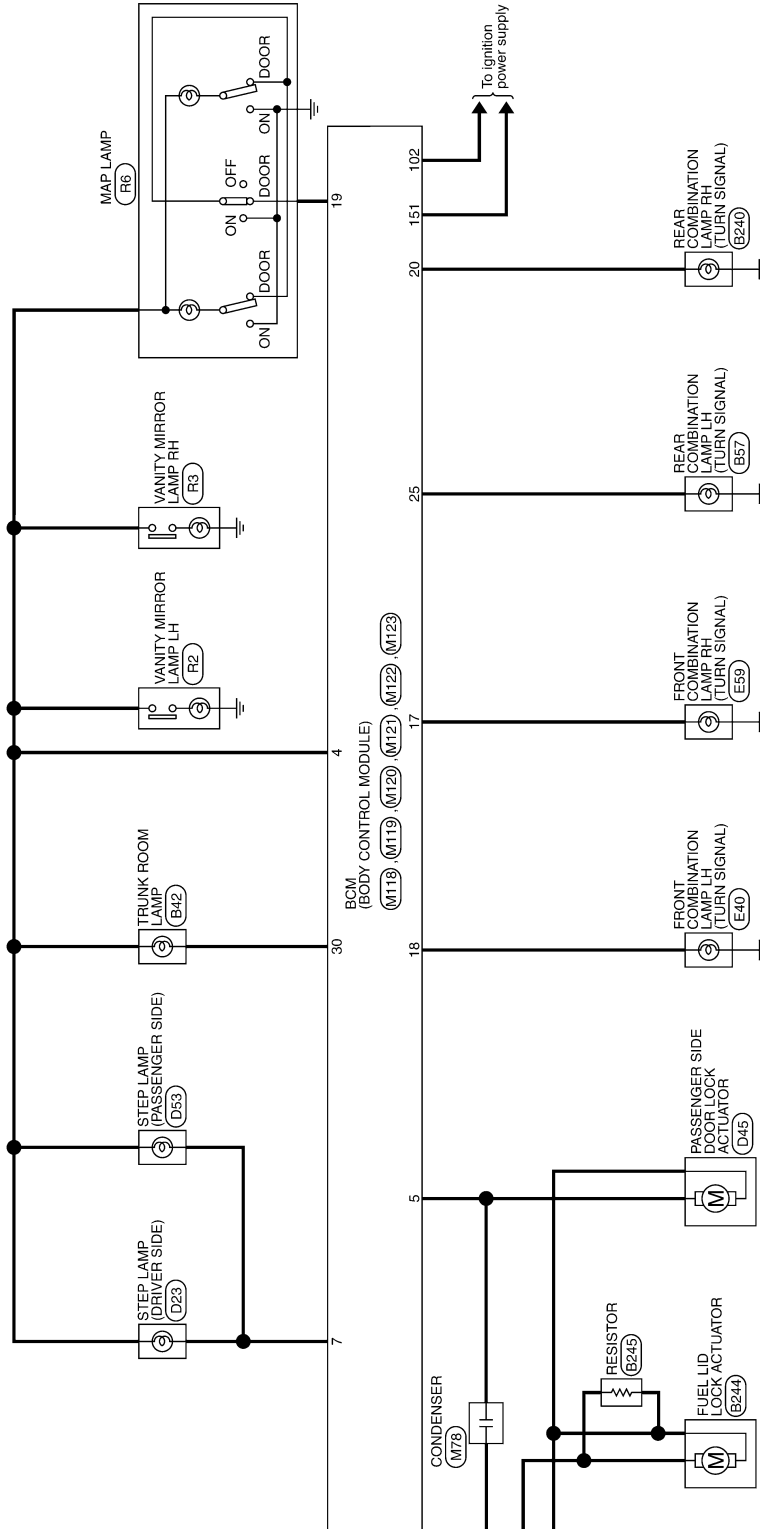 STEP LAMP
(DRIVER SIDE)
D23
STEP LAMP
(PASSENGER SIDE)
D53
TRUNK ROOM
LAMP
B42
VANITY MIRROR
LAMP LH
R2
VANITY MIRROR
LAMP RH
R3
MAP LAMP
R6
ON
DOOR
ON
OFF
DOOR
ON
DOOR
7
30
4
19
BCM
(BODY CONTROL MODULE)
M118 , M119 , M120 , M121 , M122 , M123
5
18
17
25
20
151
102
To ignition
power supply
CONDENSER
M78
RESISTOR
B245
FUEL LID
LOCK ACTUATOR
B244
M
PASSENGER SIDE
DOOR LOCK
ACTUATOR
D45
M
FRONT
COMBINATION
LAMP LH
(TURN SIGNAL)
E40
FRONT
COMBINATION
LAMP RH
(TURN SIGNAL)
E59
REAR
COMBINATION
LAMP LH
(TURN SIGNAL)
B57
REAR
COMBINATION
LAMP RH
(TURN SIGNAL)
B240